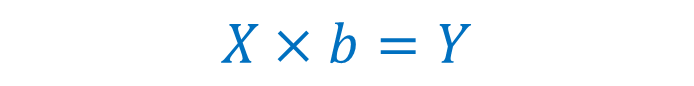 X × b = Y